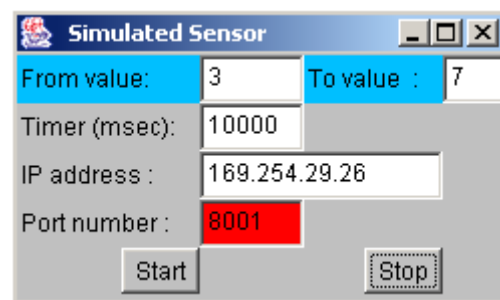 Simulated Sensor
From value: 3 To value : 7
Timer (msec): 10000
IP address : 169.254.29.26
Port number : 8001
Start Stop